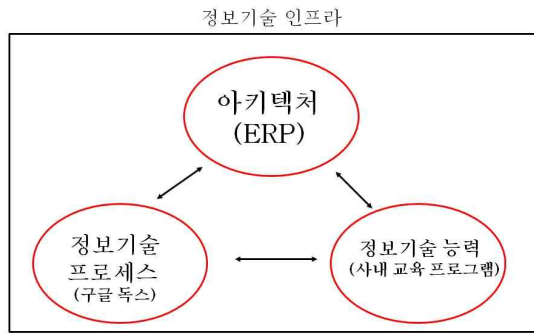 정보기술 인프라
아키텍처
(ERP)
정보기술
프로세스
(구글 독스)
정보기술 능력
(사내 교육 프로그램)